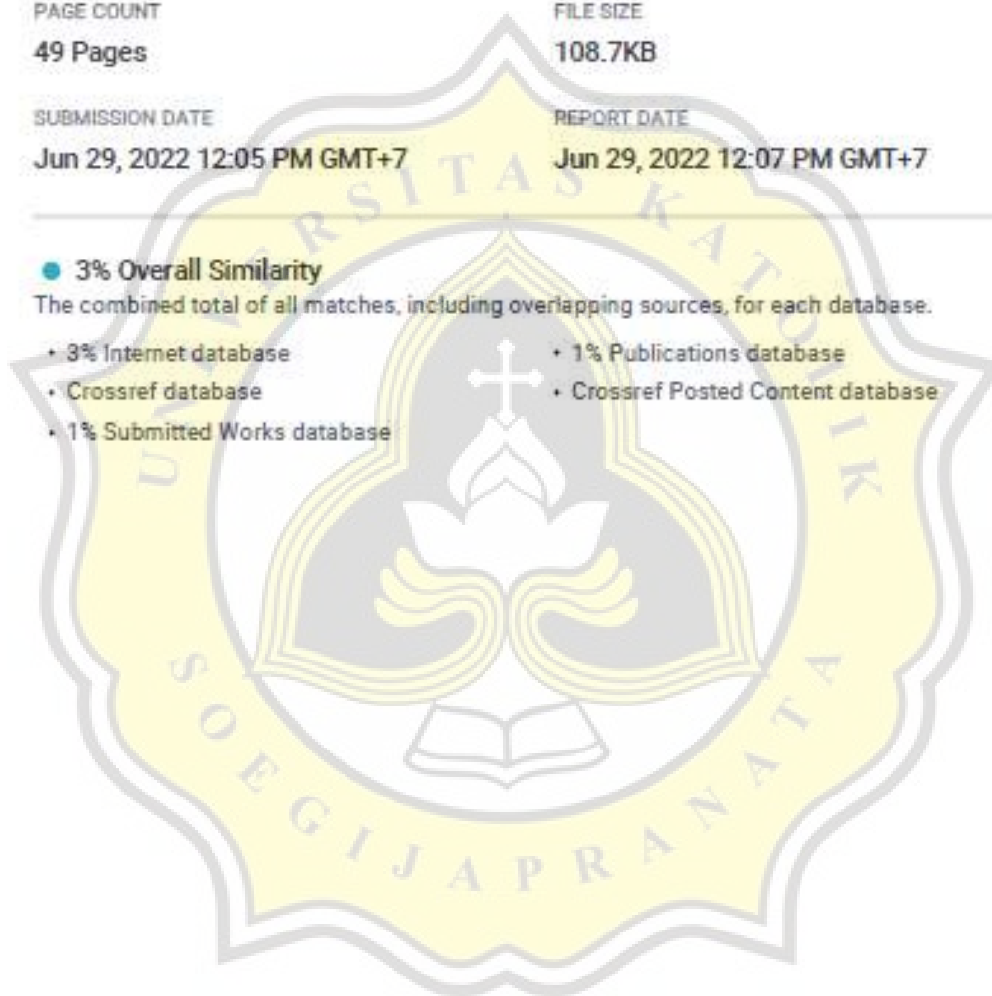 PAGE COUNT
49 Pages
FILE SIZE
108.7KB
SUBMISSION DATE
Jun 29, 2022 12:05 PM GMT+7
REPORT DATE
Jun 29, 2022 12:07 PM GMT+7
3% Overall Similarity
The combined total of all matches, including overlapping sources, for each database.
• 3% Internet database
• Crossref database
• 1% Submitted Works database
• 1% Publications database
• Crossref Posted Content database
UNIVERSITAS KATOLIK
SOEGIJAPRANATA